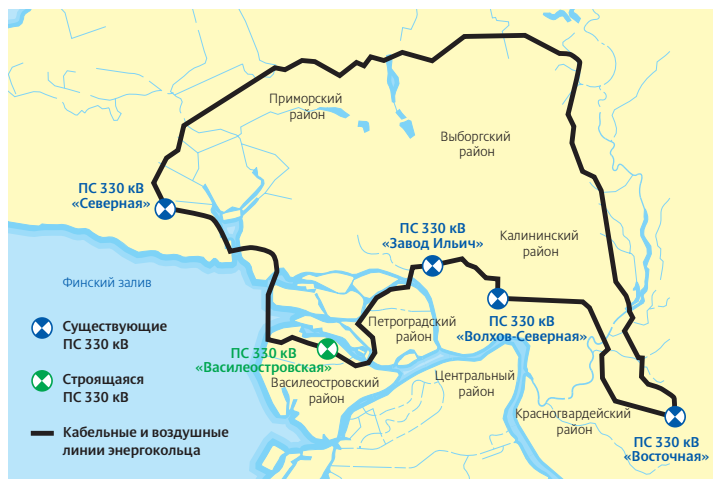 Приморский
район
Выборгский
район
ПС 330 кВ
«Северная»
ПС 330 кВ
«Завод Ильич»
Калининский
район
Финский залив
Существующие
ПС 330 кВ
Петроградский
район
ПС 330 кВ
«Волхов-Северная»
ПС 330 кВ
«Василеостровская»
Строящаяся
ПС 330 кВ
Василеостровский
район
Центральный
район
Красногвардейский
район
Кабельные и воздушные
линии энергокольца
ПС 330 кВ
«Восточная»